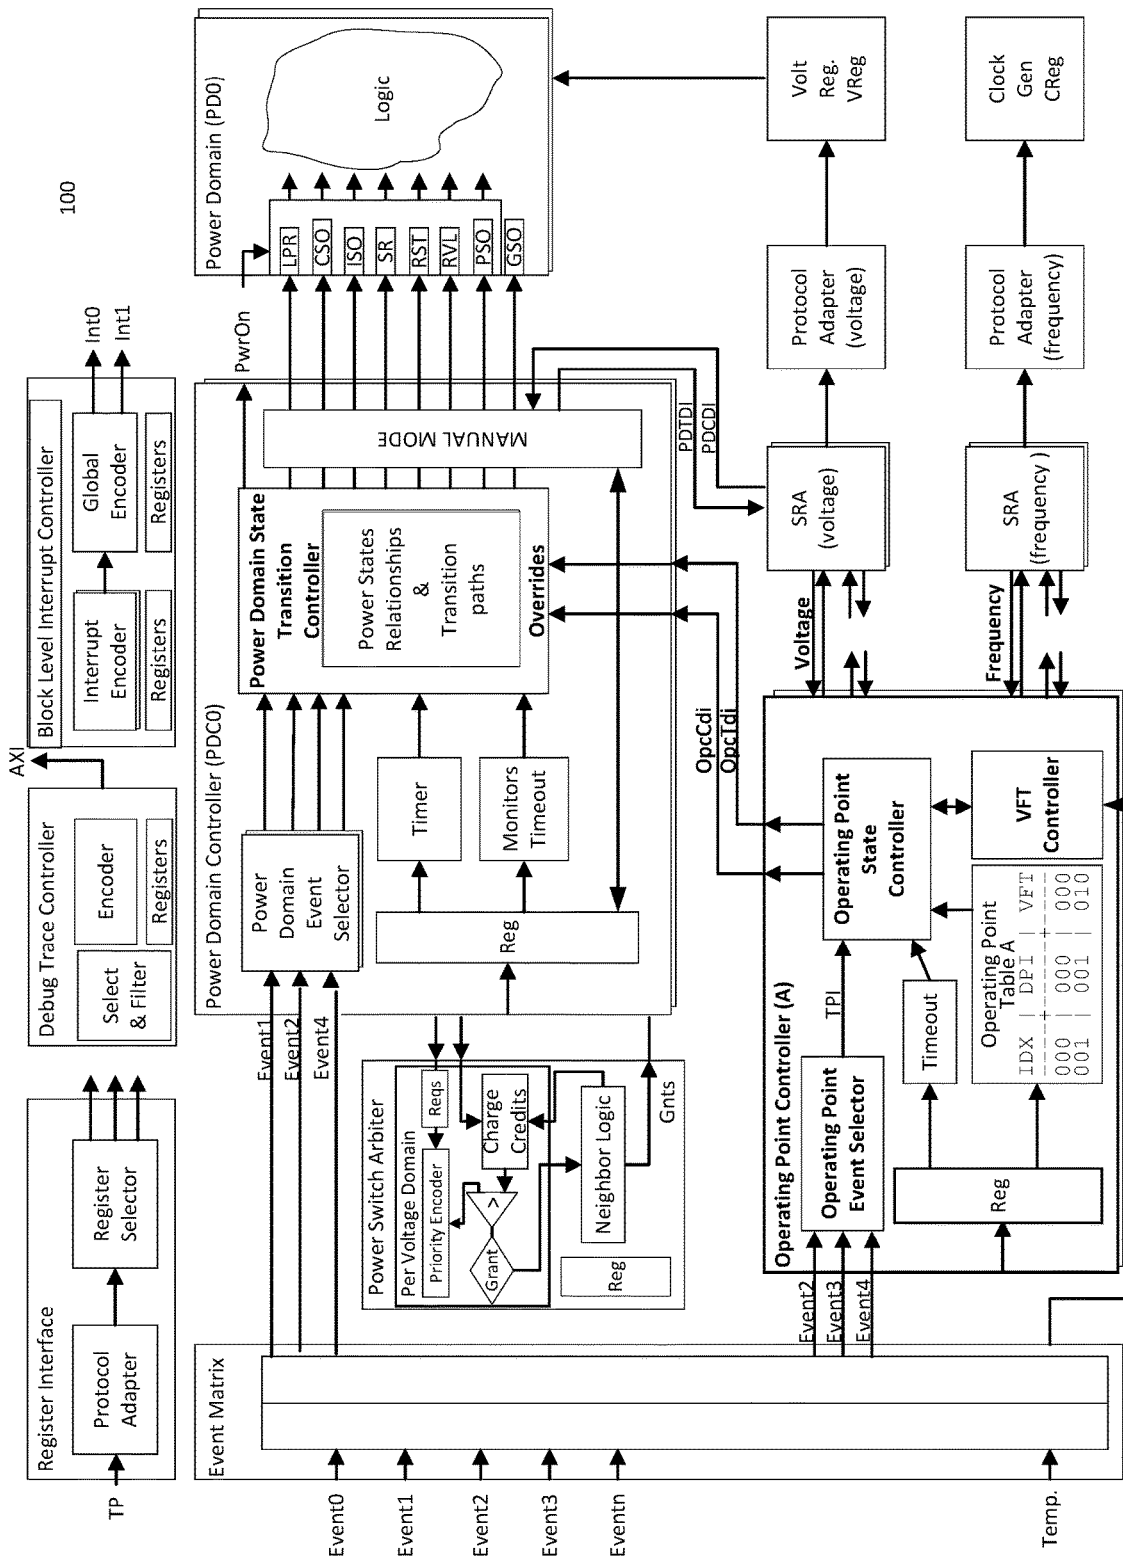 100
Register Interface
TP
Protocol
Adapter
Register
Selector
Debug Trace Controller
Select
& Filter
Encoder
Registers
AXI
Block Level Interrupt Controller
Interrupt
Encoder
Registers
Global
Encoder
Registers
Int0
Int1
Event Matrix
Event0
Event1
Event2
Event3
Eventn
Temp.
Event1
Event2
Event4
Power Switch Arbiter
Per Voltage Domain
Priority Encoder
Reqs
Grant
>
Charge
Credits
Neighbor Logic
Reg
Gnts
Power Domain Controller (PDC0)
Power
Domain
Event
Selector
Reg
Timer
Monitors
Timeout
Power Domain State
Transition
Controller
Power States
Relationships
&
Transition
paths
Overrides
MANUAL MODE
PwrOn
Power Domain (PD0)
LPR
CSO
ISO
SR
RST
RVL
PSO
GSO
Logic
PDTDI
PDCDI
OpcCdi
OpcTdi
Event2
Event3
Event4
Operating Point Controller (A)
Operating Point
Event Selector
TPI
Reg
Timeout
Operating Point
State
Controller
Operating Point
Table A
IDX | DPI | VFT
000 | 000 | 000
001 | 001 | 010
VFT
Controller
Voltage
Frequency
SRA
(voltage)
Protocol
Adapter
(voltage)
Volt
Reg.
VReg
SRA
(frequency )
Protocol
Adapter
(frequency)
Clock
Gen
CReg